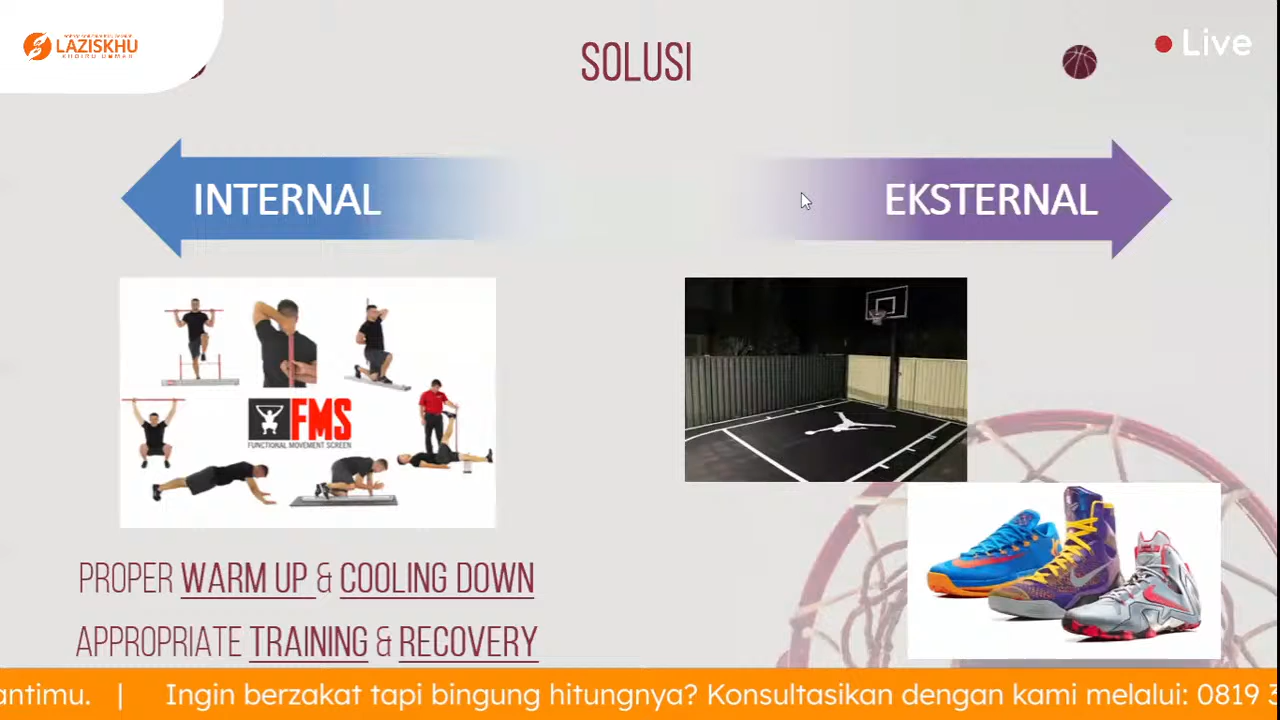 LAZISKHU
SOLUSI
Live
INTERNAL
EKSTERNAL
FMS
FUNCTIONAL MOVEMENT SCREEN
PROPER WARM UP & COOLING DOWN
APPROPRIATE TRAINING & RECOVERY
antimu. | Ingin berzakat tapi bingung hitungnya? Konsultasikan dengan kami melalui: 0819 3